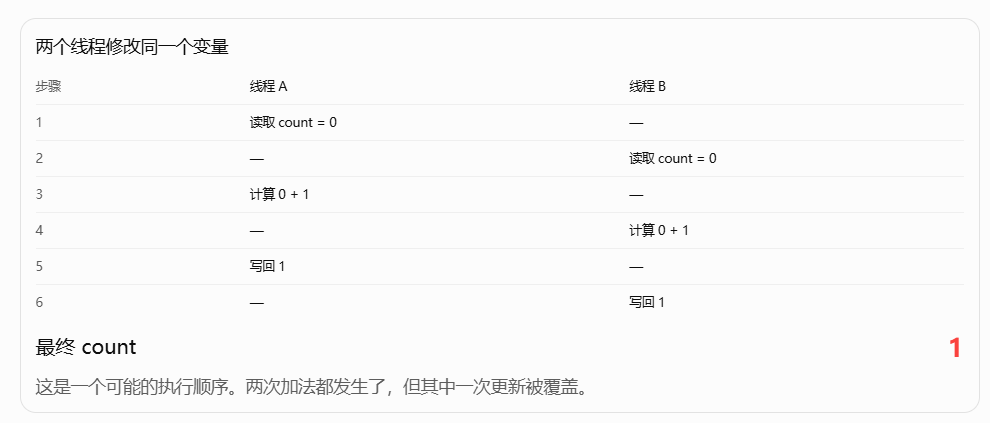 两个线程修改同一个变量
步骤 线程 A 线程 B
1 读取 count = 0 —
2 — 读取 count = 0
3 计算 0 + 1 —
4 — 计算 0 + 1
5 写回 1 —
6 — 写回 1
最终 count 1
这是一个可能的执行顺序。两次加法都发生了，但其中一次更新被覆盖。